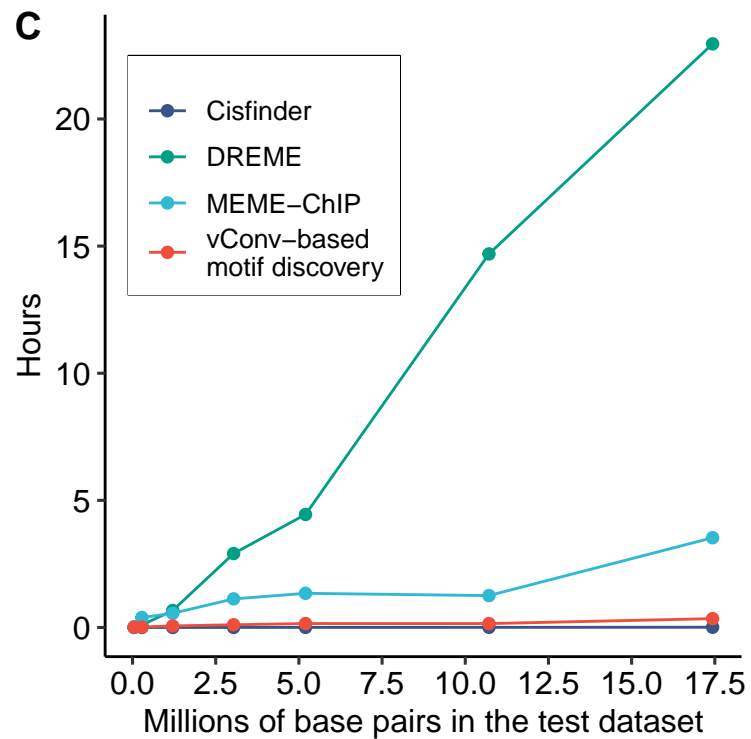 C
Cisfinder
DREME
MEME−ChIP
vConv−based
motif discovery
20
15
10
5
0
Hours
0.0 2.5 5.0 7.5 10.0 12.5 15.0 17.5
Millions of base pairs in the test dataset